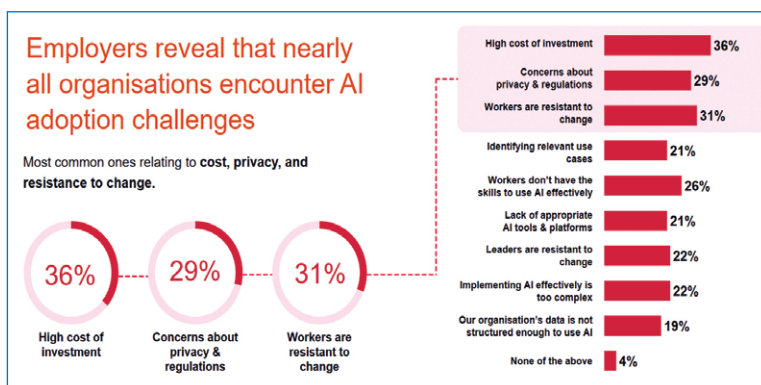 Employers reveal that nearly
all organisations encounter AI
adoption challenges
Most common ones relating to cost, privacy, and
resistance to change.
36%
29%
31%
High cost of
investment
Concerns about
privacy &
regulations
Workers are
resistant to
change
High cost of investment
36%
Concerns about
privacy & regulations
29%
Workers are resistant to
change
31%
Identifying relevant use
cases
21%
Workers don't have the
skills to use AI effectively
26%
Lack of appropriate
AI tools & platforms
21%
Leaders are resistant to
change
22%
Implementing AI effectively is
too complex
22%
Our organisation's data is not
structured enough to use AI
19%
None of the above
4%